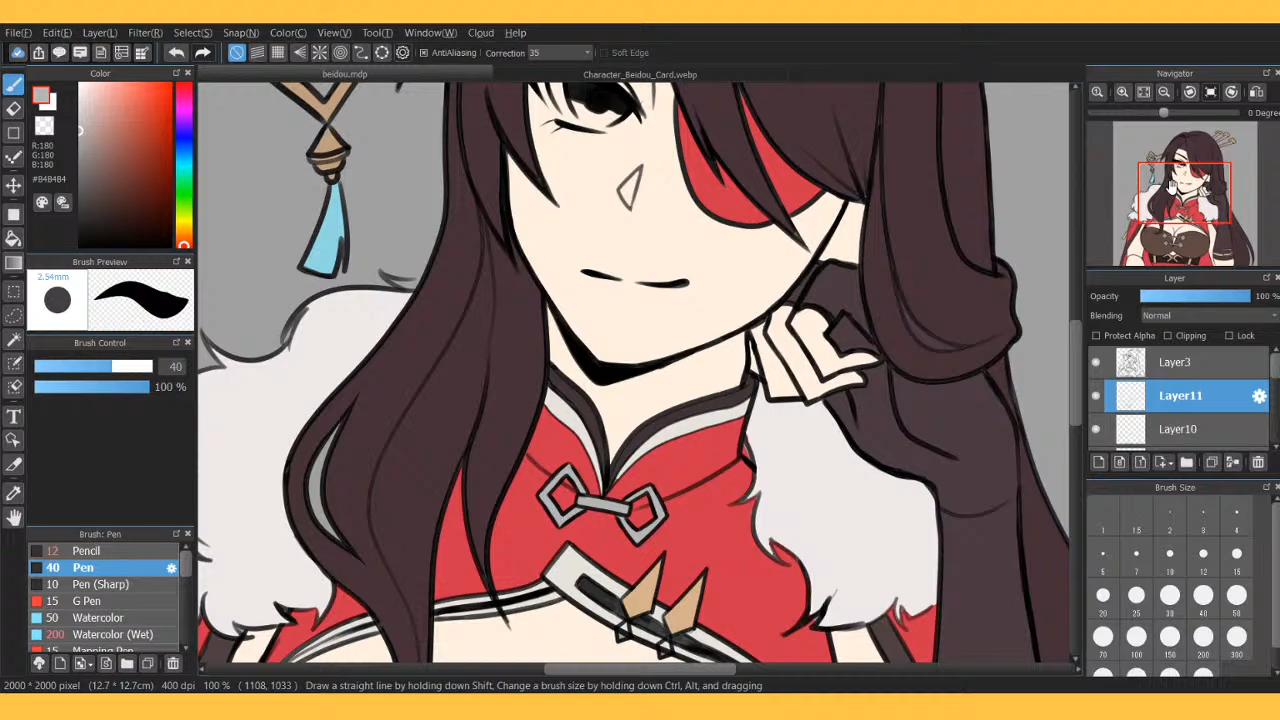 File(F) Edit(E) Layer(L) Filter(R) Select(S) Snap(N) Color(C) View(V) Tool(T) Window(W) Cloud Help
AntiAliasing Correction 35 Soft Edge
Color
beidou.mdp
Character_Beidou_Card.webp
Navigator
R:180
G:180
B:180
#B4B4B4
0 Degree
Brush Preview
2.54mm
Brush Control
40
100 %
Layer
Opacity 100 %
Blending Normal
Protect Alpha Clipping Lock
Layer3
Layer11
Layer10
Brush Size
1 1.5 2 3 4
5 7 10 12 15
20 25 30 40 50
70 100 150 200 300
Brush: Pen
12 Pencil
40 Pen
10 Pen (Sharp)
15 G Pen
50 Watercolor
200 Watercolor (Wet)
15 Mapping Pen
2000 * 2000 pixel (12.7 * 12.7cm) 400 dpi 100 % ( 1108, 1033 ) Draw a straight line by holding down Shift, Change a brush size by holding down Ctrl, Alt, and dragging